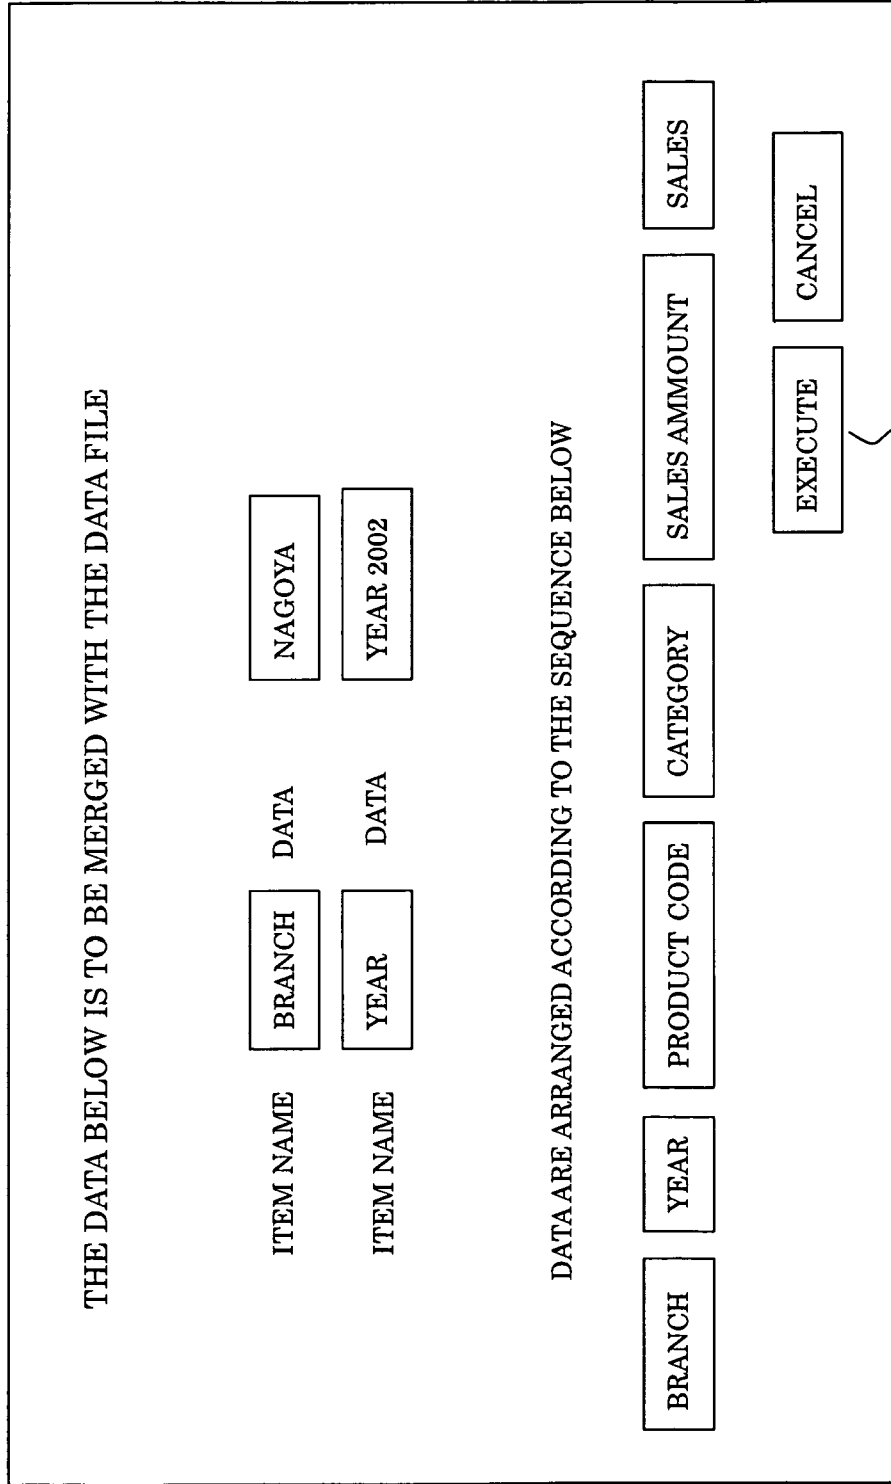 THE DATA BELOW IS TO BE MERGED WITH THE DATA FILE
ITEM NAME BRANCH DATA NAGOYA
ITEM NAME YEAR DATA YEAR 2002
DATA ARE ARRANGED ACCORDING TO THE SEQUENCE BELOW
BRANCH YEAR PRODUCT CODE CATEGORY SALES AMMOUNT SALES
EXECUTE CANCEL